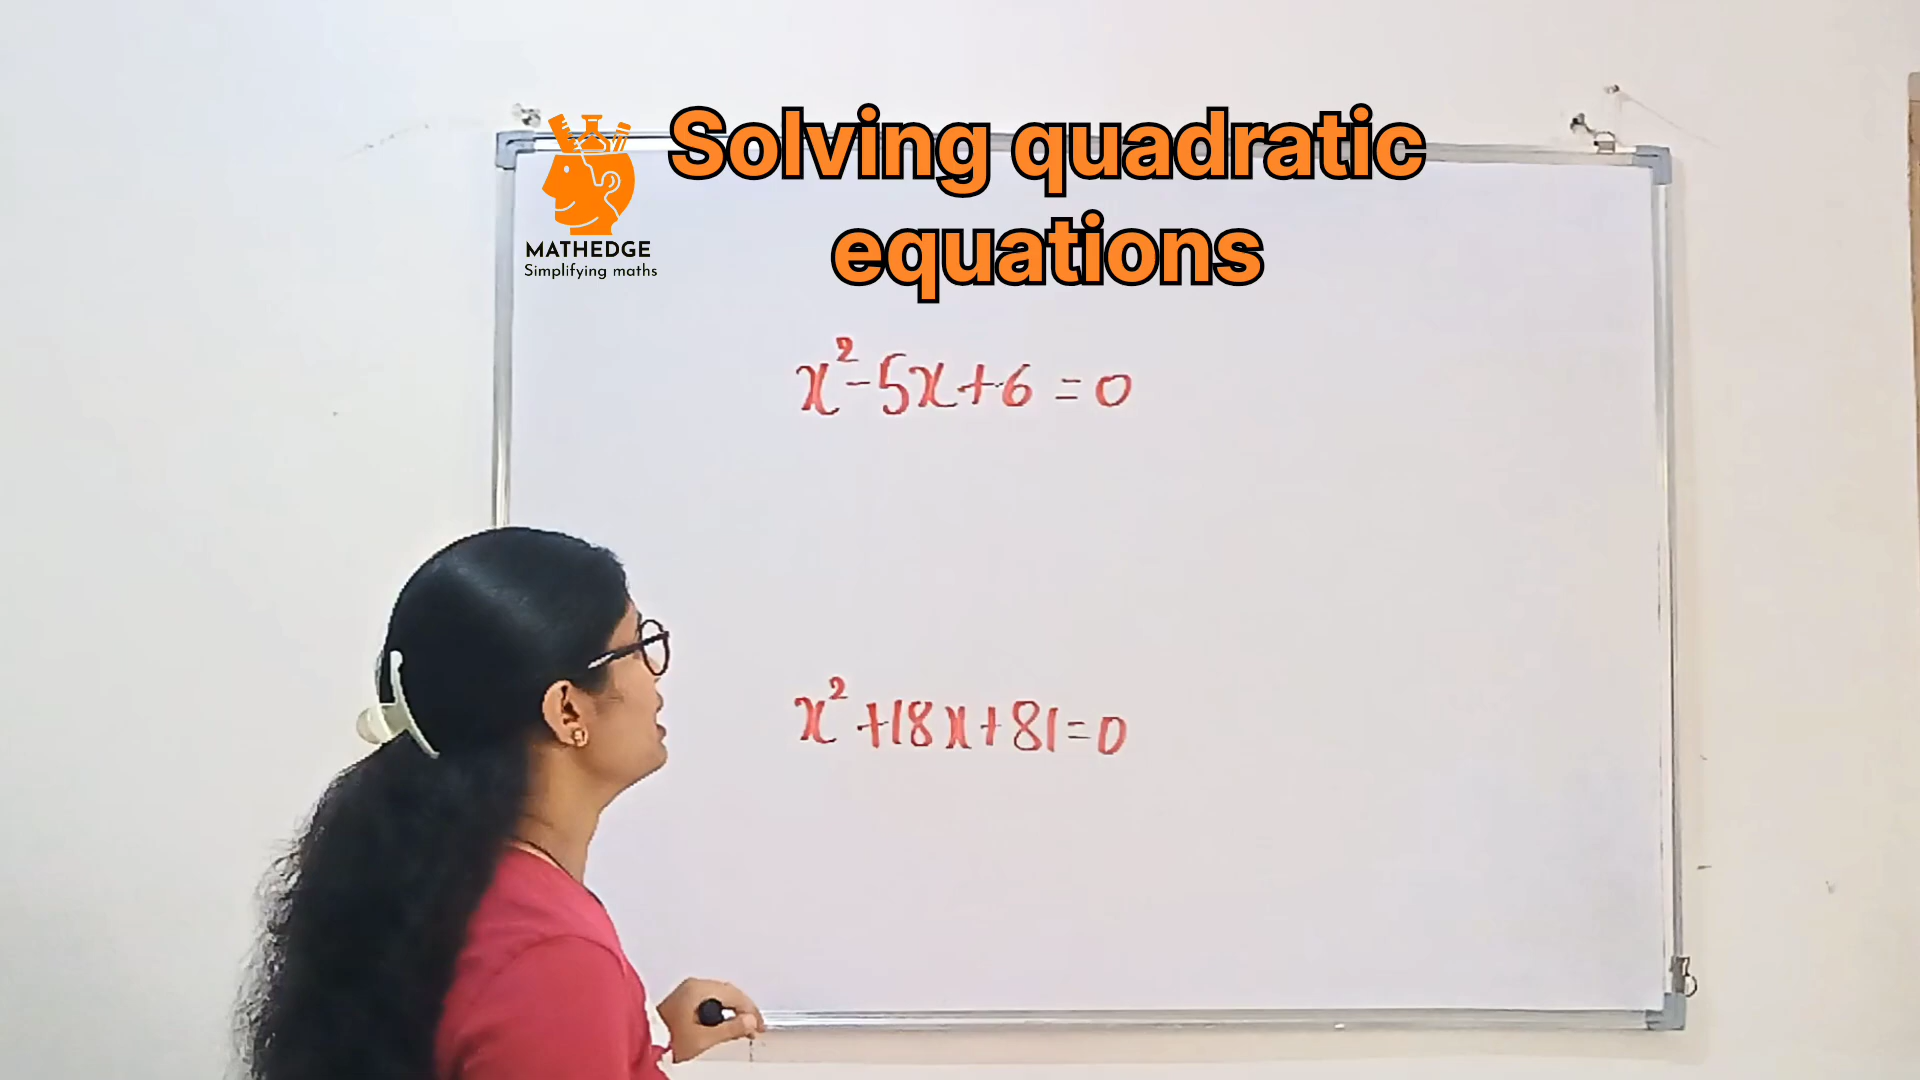 Solving quadratic
equations
MATHEDGE
Simplifying maths
x²-5x+6=0
x²+18x+81=0